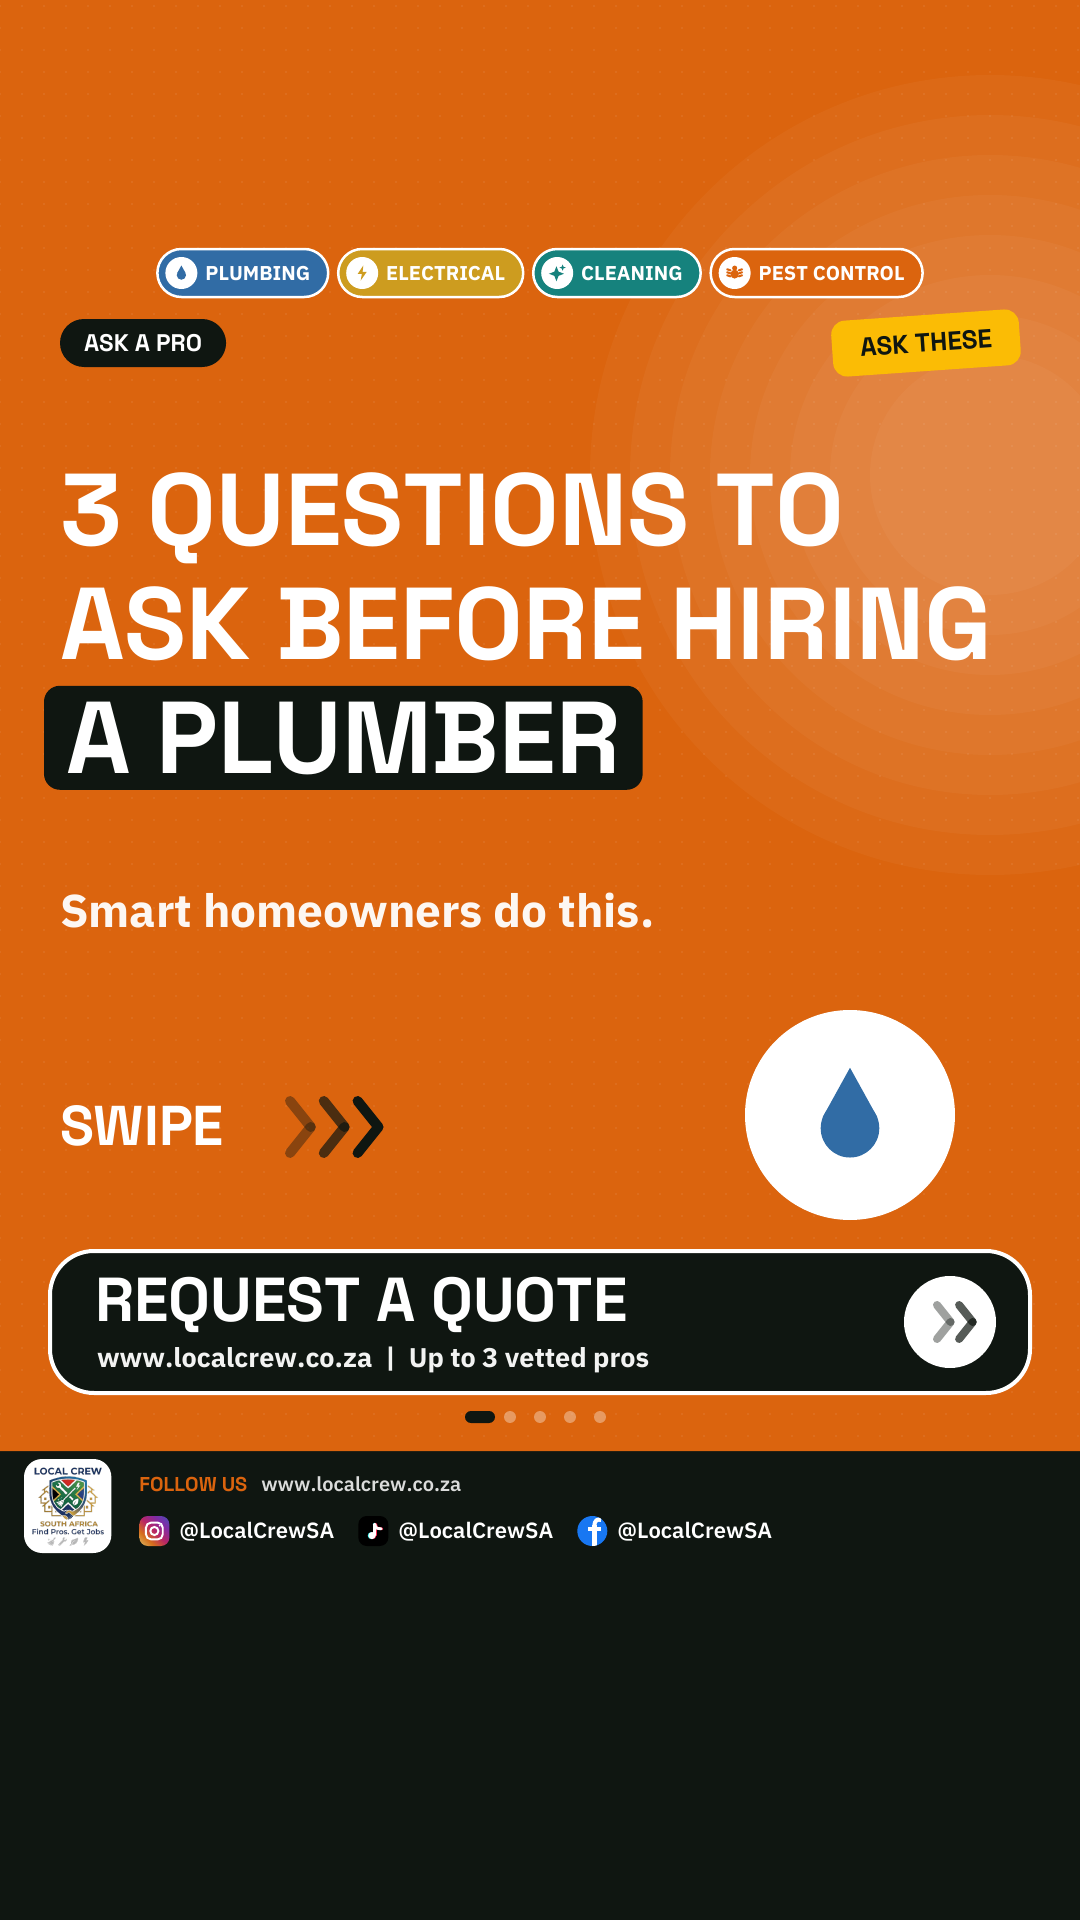 PLUMBING
ELECTRICAL
CLEANING
PEST CONTROL
ASK A PRO
ASK THESE
3 QUESTIONS TO
ASK BEFORE HIRING
A PLUMBER
Smart homeowners do this.
SWIPE
REQUEST A QUOTE
www.localcrew.co.za | Up to 3 vetted pros
LOCAL CREW
SOUTH AFRICA
Find Pros. Get Jobs
FOLLOW US www.localcrew.co.za
@LocalCrewSA @LocalCrewSA @LocalCrewSA